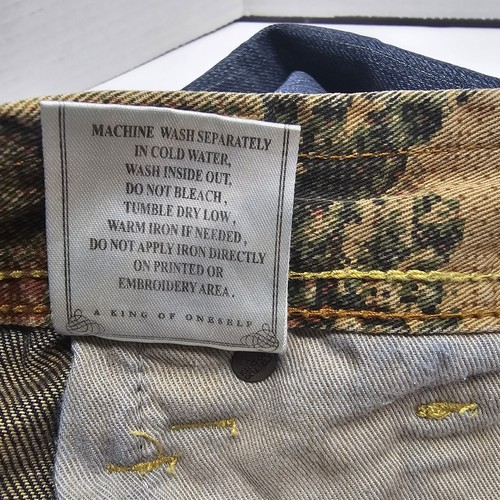 MACHINE WASH SEPARATELY
IN COLD WATER,
WASH INSIDE OUT,
DO NOT BLEACH,
TUMBLE DRY LOW,
WARM IRON IF NEEDED,
DO NOT APPLY IRON DIRECTLY
ON PRINTED OR
EMBROIDERY AREA.
A KING OF ONESELF